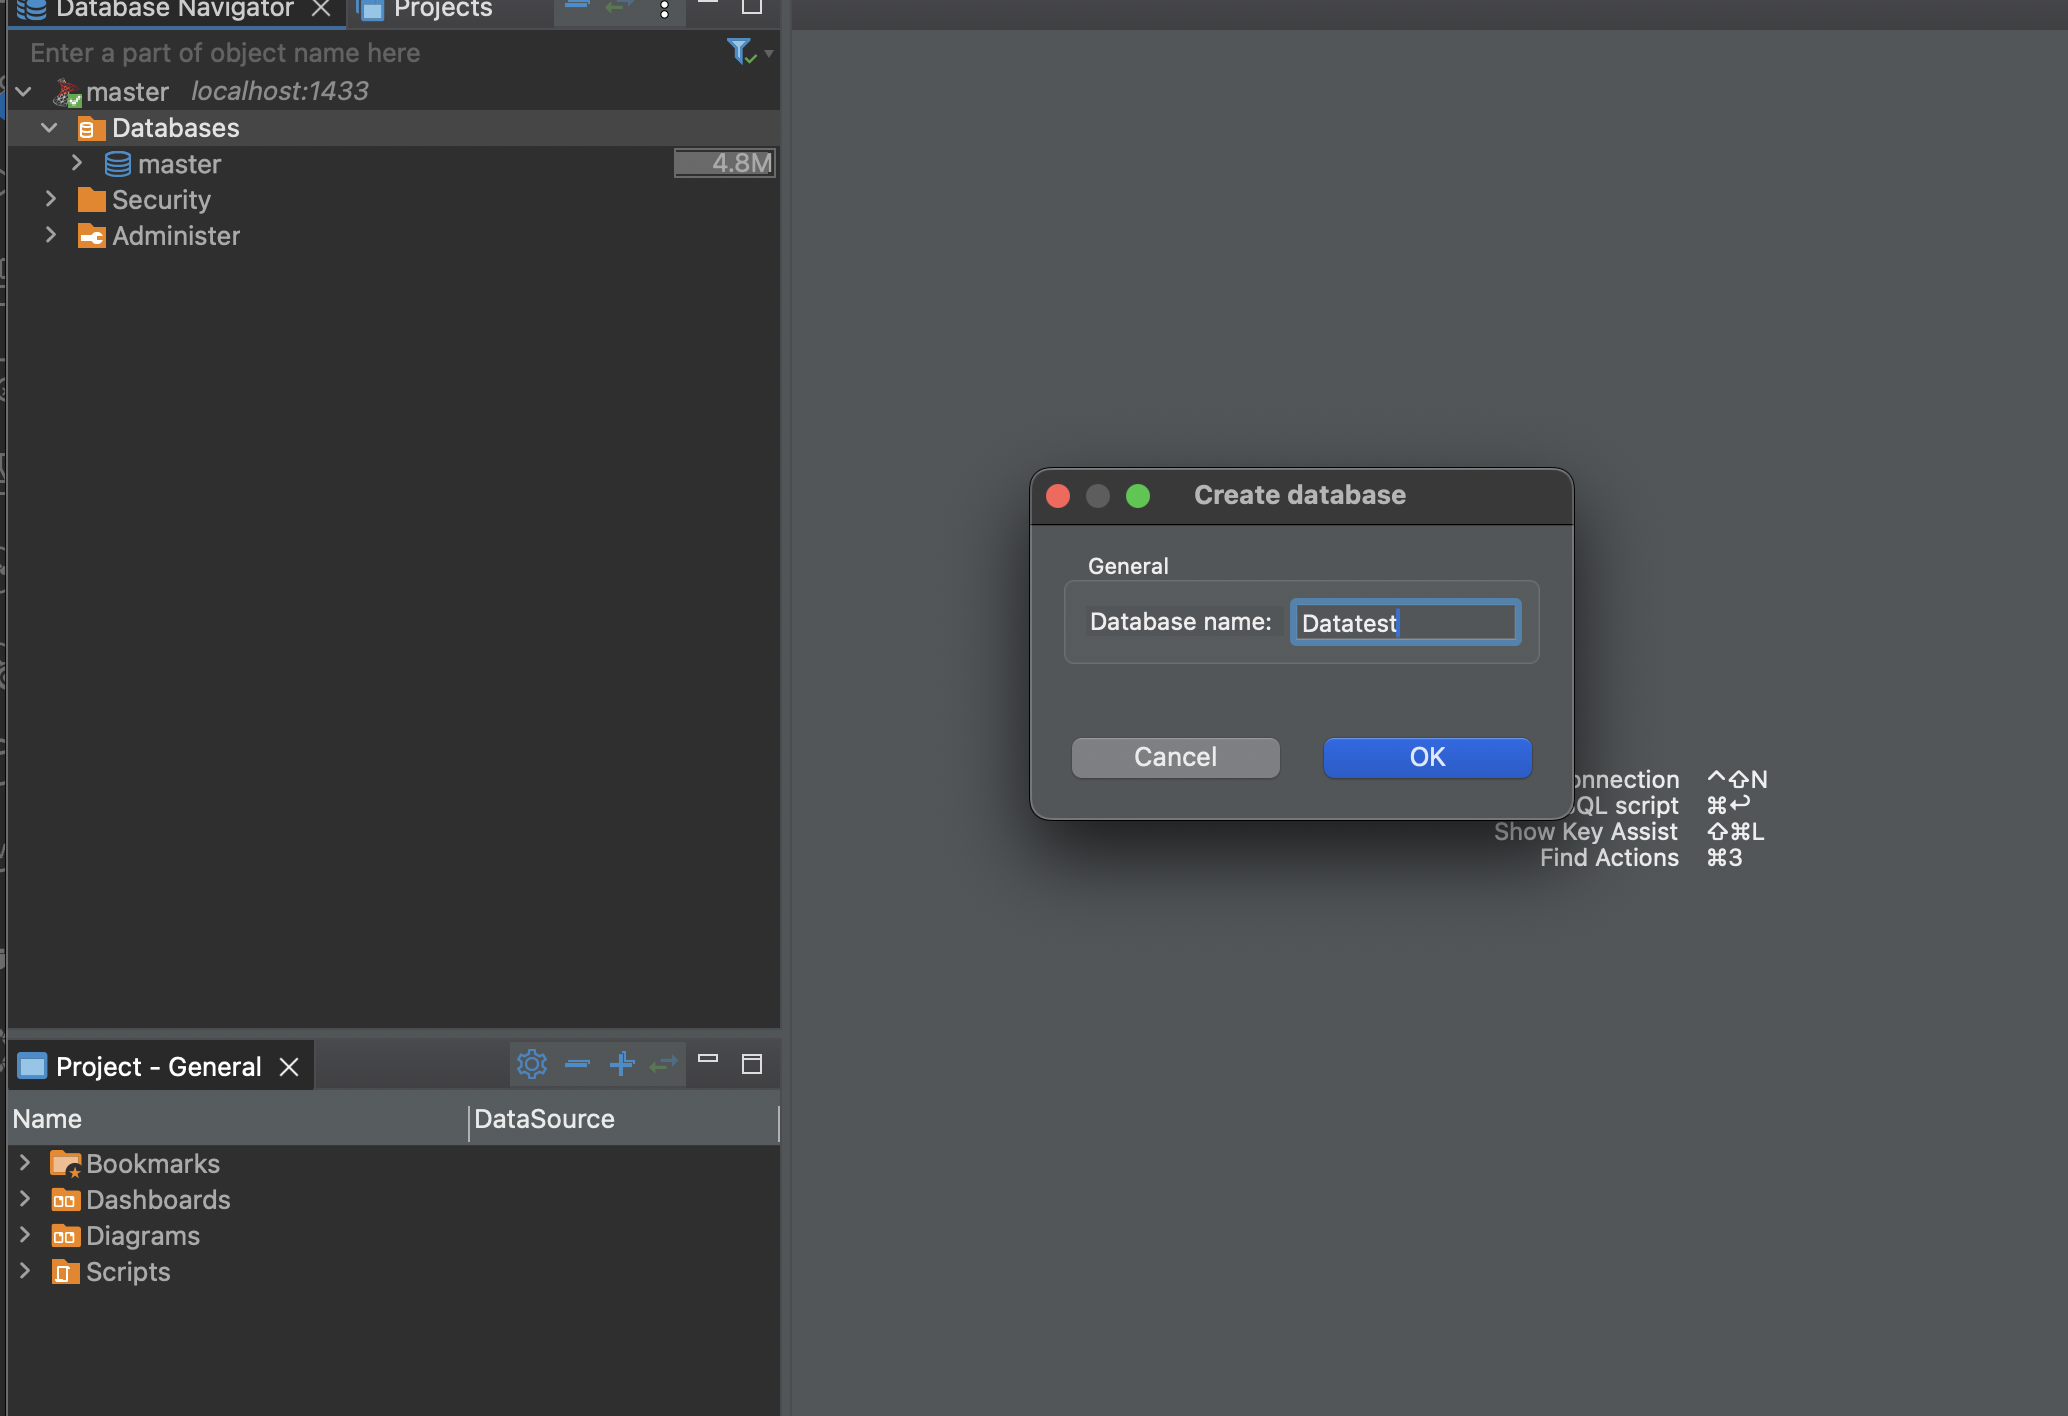 Database Navigator
Projects
Enter a part of object name here
master localhost:1433
Databases
master 4.8M
Security
Administer
Create database
General
Database name: Datatest
Cancel
OK
⌃⇧N
script ⌘↩
Show Key Assist ⇧⌘L
Find Actions ⌘3
Project - General
Name
DataSource
Bookmarks
Dashboards
Diagrams
Scripts